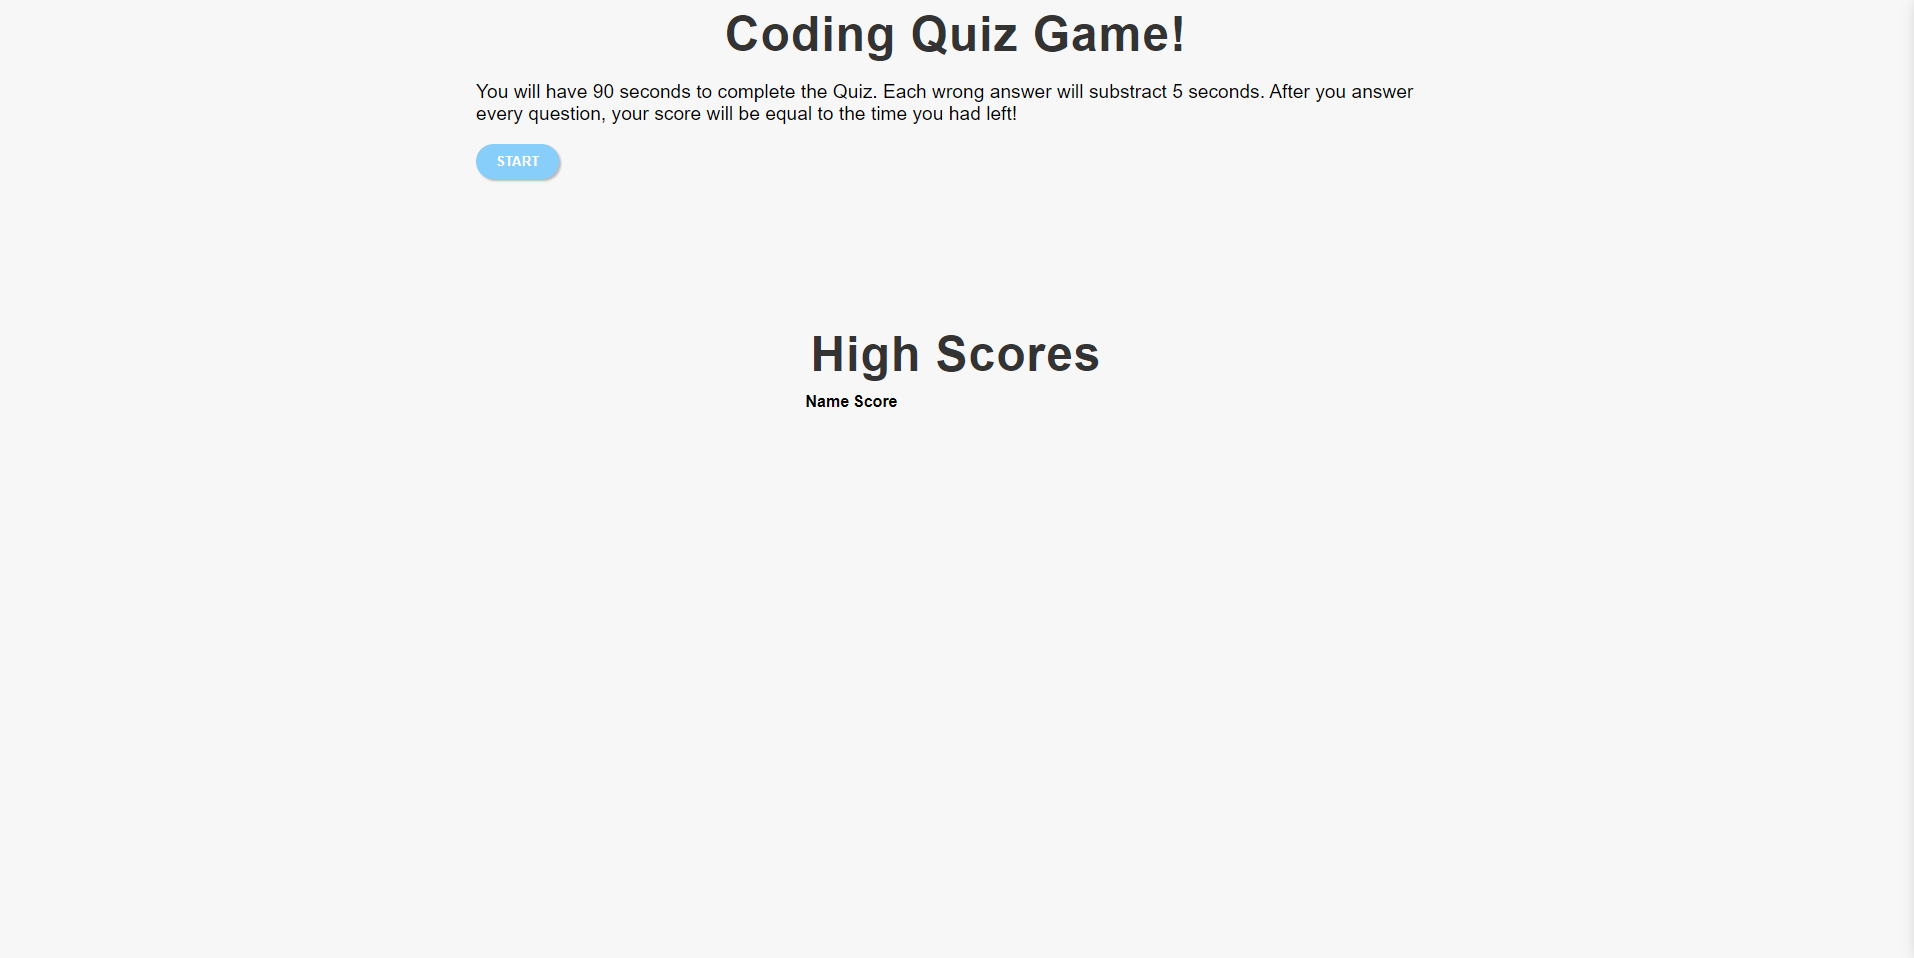 Coding Quiz Game!
You will have 90 seconds to complete the Quiz. Each wrong answer will substract 5 seconds. After you answer
every question, your score will be equal to the time you had left!
START
High Scores
Name Score